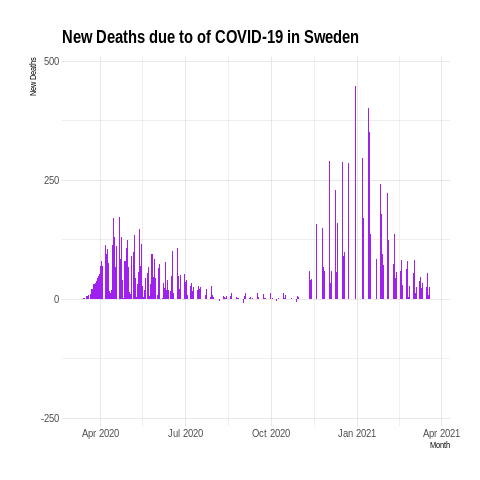 New Deaths due to of COVID-19 in Sweden
New Deaths
500
250
0
-250
Apr 2020
Jul 2020
Oct 2020
Jan 2021
Apr 2021
Month